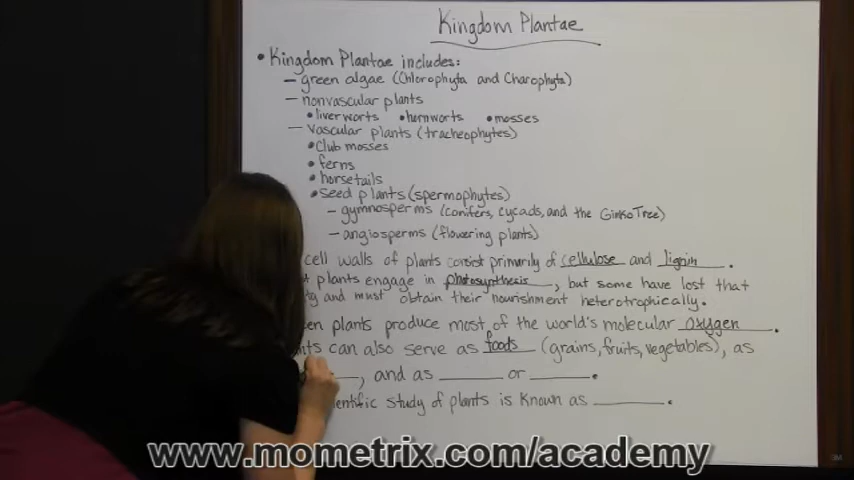 Kingdom Plantae
• Kingdom Plantae includes:
– green algae (Chlorophyta and Charophyta)
– nonvascular plants
• liverworts • hornworts • mosses
– vascular plants (tracheophytes)
• Club mosses
• ferns
• horsetails
• seed plants (spermophytes)
– gymnosperms (conifers, cycads, and the Ginko Tree)
– angiosperms (flowering plants)
cell walls of plants consist primarily of cellulose and lignin.
plants engage in photosynthesis, but some have lost that
and must obtain their nourishment heterotrophically.
plants produce most of the world's molecular oxygen.
can also serve as foods (grains, fruits, vegetables), as
____, and as ____ or ____.
study of plants is known as ____.
www.mometrix.com/academy